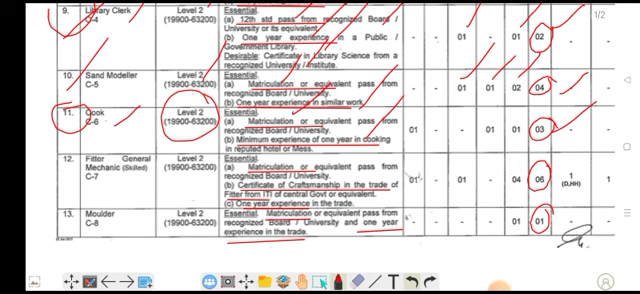 9. Library Clerk Level 2 Essential.
C-4 (19900-63200) (a) 12th std pass from recognized Board /
University or its equivalent
(b) One year experience in a Public / - - 01 - 01 02 - -
Government Library.
Desirable: Certificate in Library Science from a
recognized University / Institute.
10. Sand Modeller Level 2 Essential.
C-5 (19900-63200) (a) Matriculation or equivalent pass from - - 01 01 02 04 - -
recognized Board / University.
(b) One year experience in similar work.
11. Cook Level 2 Essential.
C-6 (19900-63200) (a) Matriculation or equivalent pass from
recognized Board / University. 01 - - 01 01 03 - -
(b) Minimum experience of one year in cooking
in reputed hotel or Mess.
12. Fitter General Level 2 Essential.
Mechanic (Skilled) (19900-63200) (a) Matriculation or equivalent pass from
C-7 recognized Board / University.
(b) Certificate of Craftsmanship in the trade of 01 - 01 - 04 06 1 1
Fitter from ITI of central Govt or equivalent. (D,HH)
(c) One year experience in the trade.
13. Moulder Level 2 Essential. Matriculation or equivalent pass from
C-8 (19900-63200) recognized Board / University and one year - - - - 01 01 - -
experience in the trade.
1/2